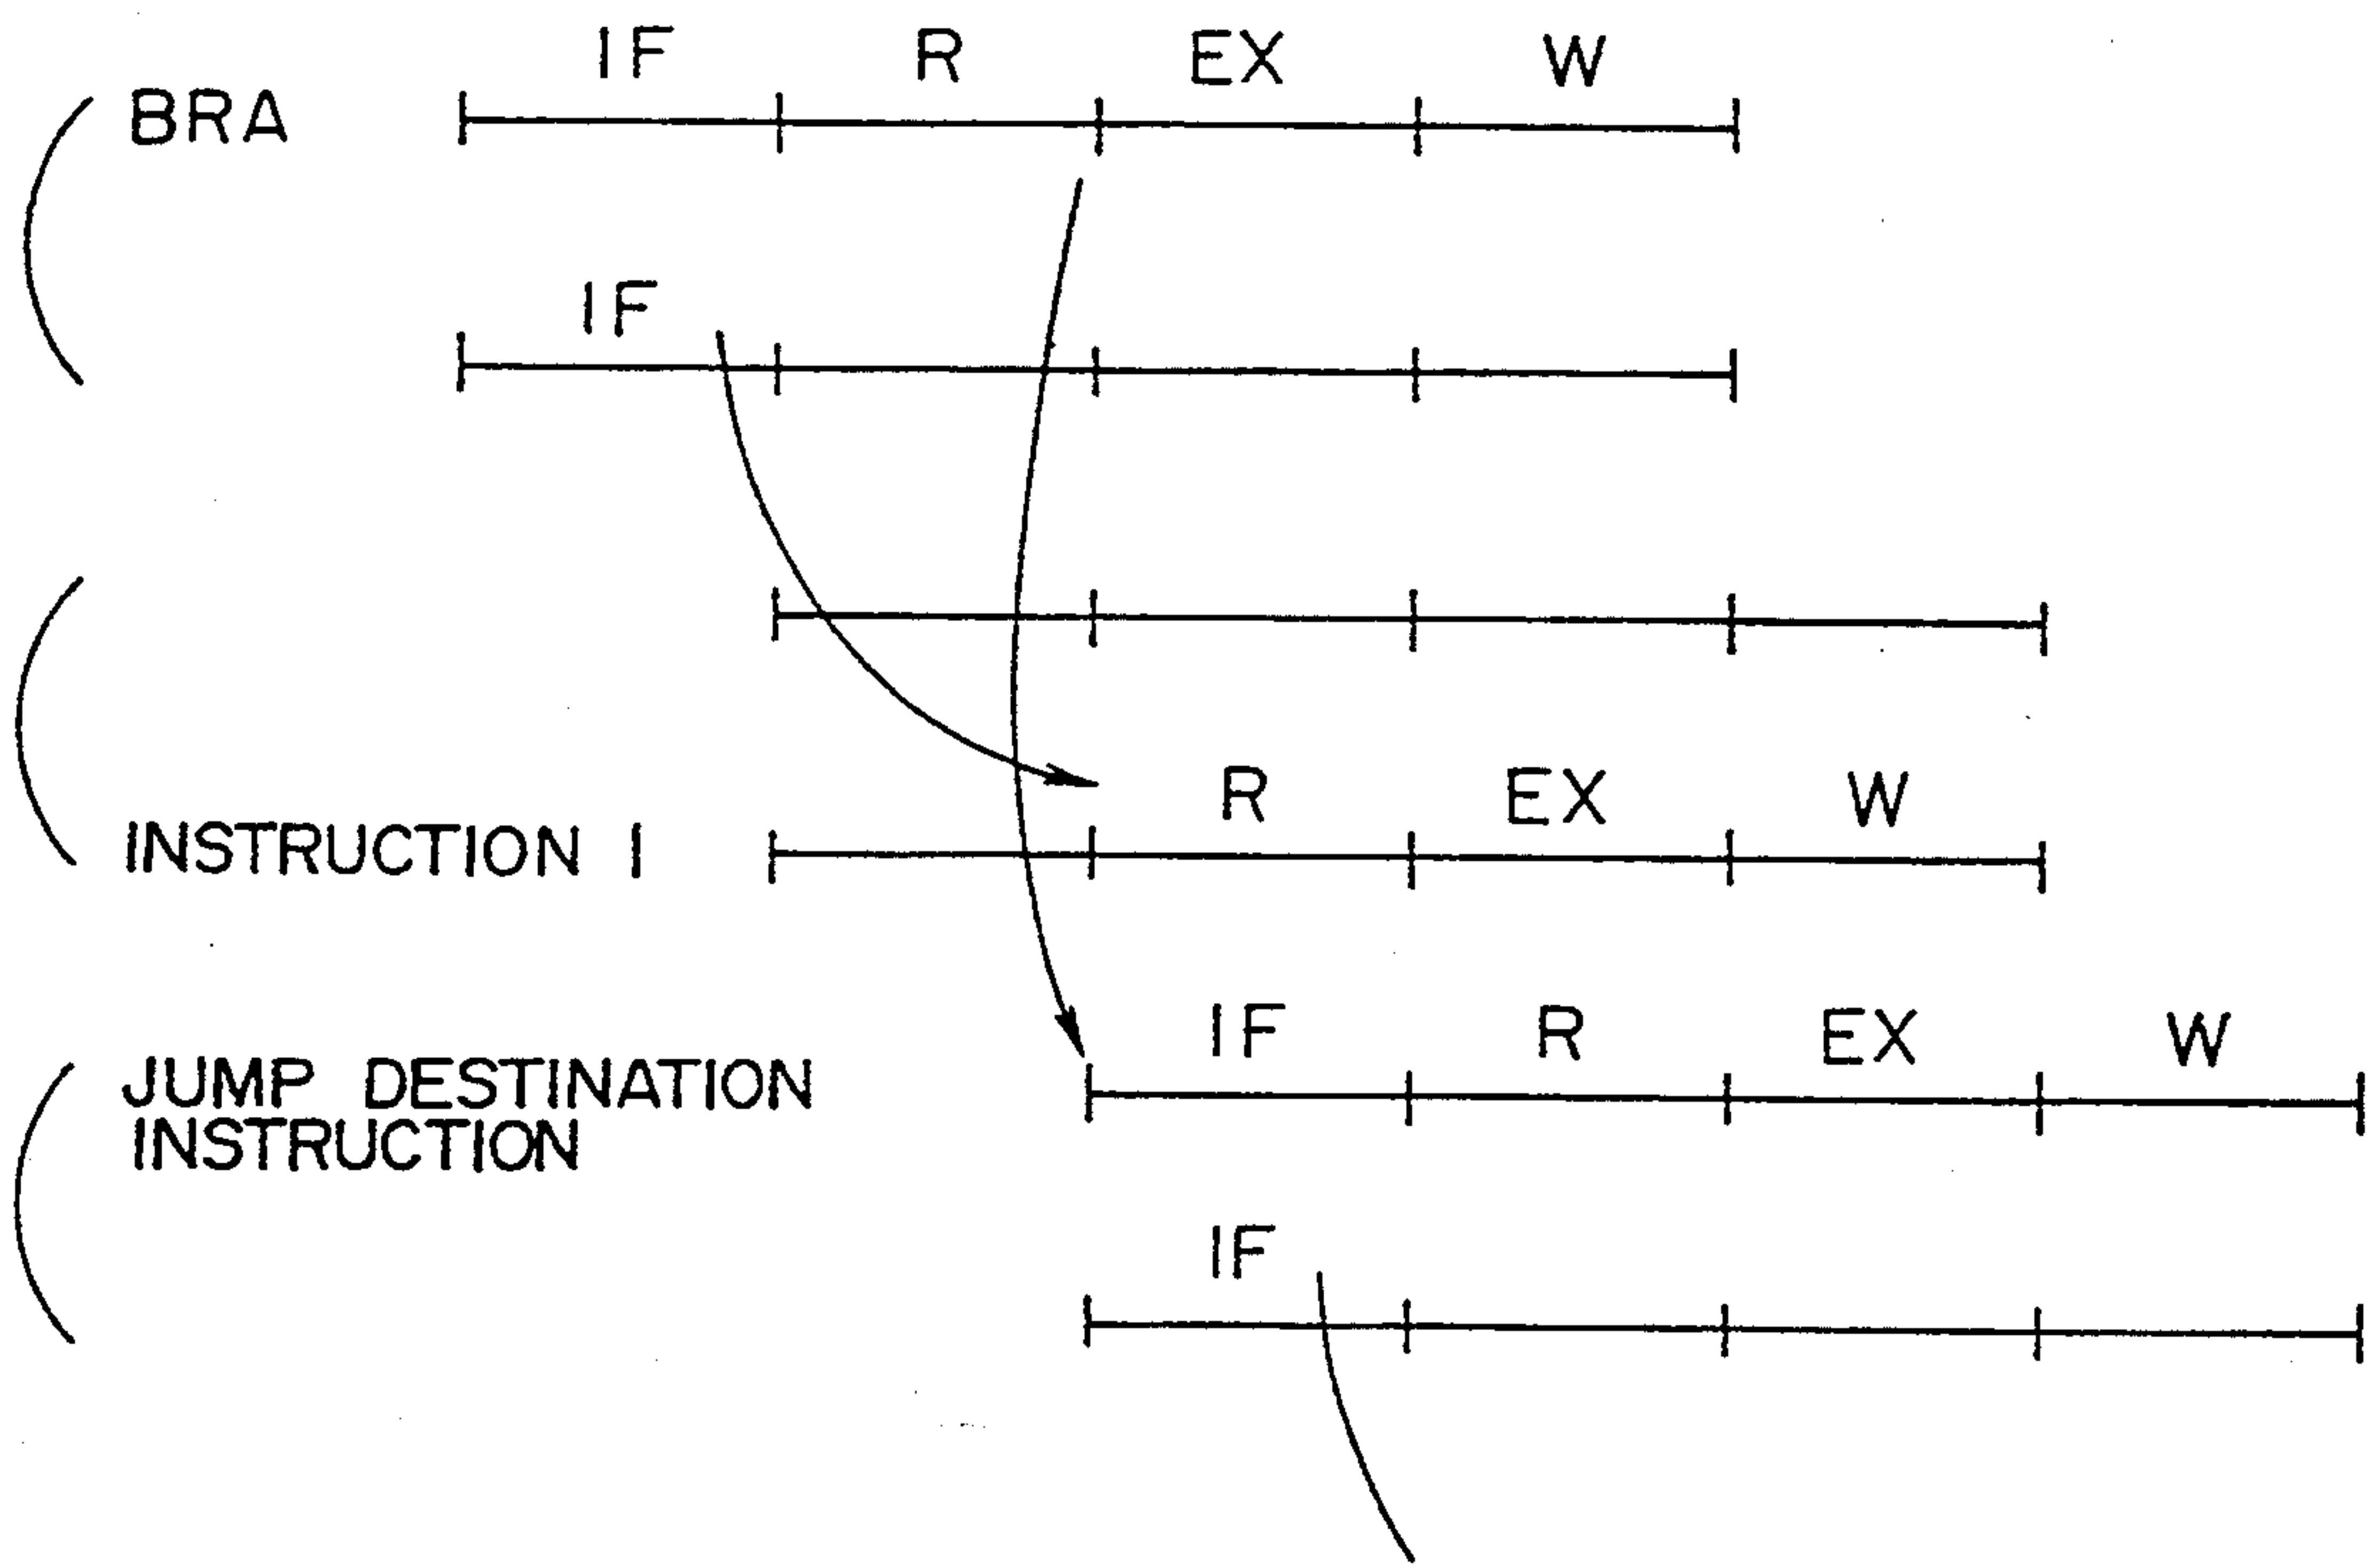 IF R EX W
BRA
IF
R EX W
INSTRUCTION 1
IF R EX W
JUMP DESTINATION
INSTRUCTION
IF